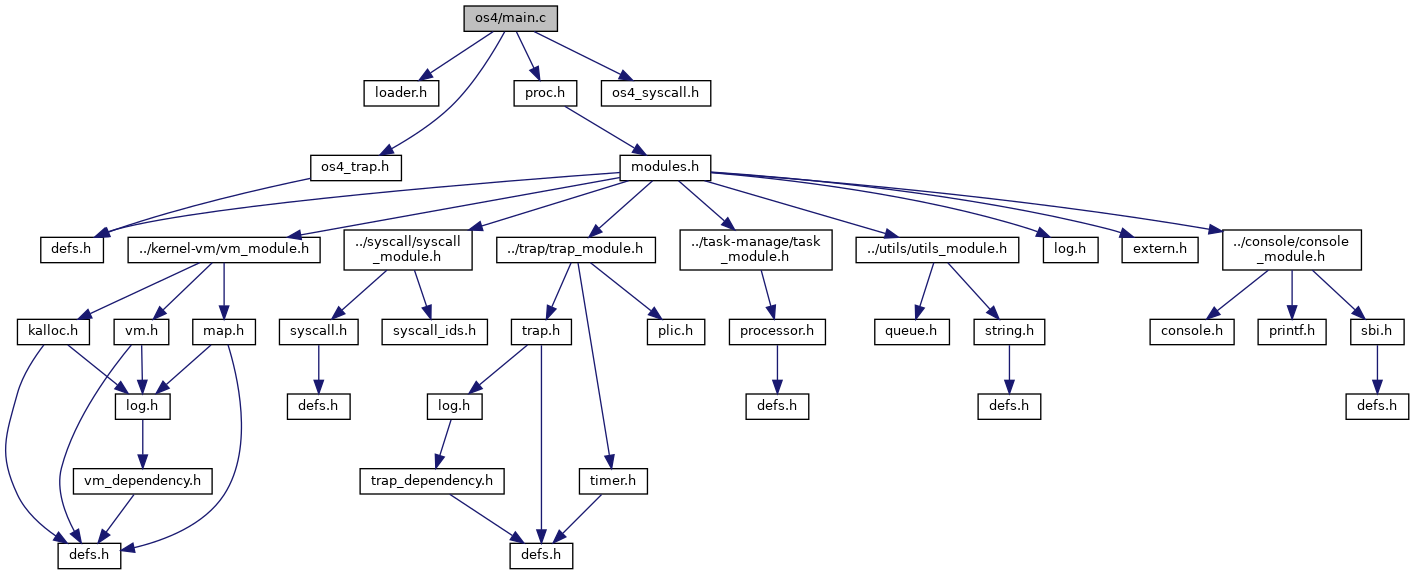 os4/main.c
loader.h
proc.h
os4_syscall.h
os4_trap.h
modules.h
defs.h
../kernel-vm/vm_module.h
../syscall/syscall
_module.h
../trap/trap_module.h
../task-manage/task
_module.h
../utils/utils_module.h
log.h
extern.h
../console/console
_module.h
kalloc.h
vm.h
map.h
syscall.h
syscall_ids.h
trap.h
plic.h
processor.h
queue.h
string.h
console.h
printf.h
sbi.h
log.h
defs.h
log.h
defs.h
defs.h
defs.h
vm_dependency.h
trap_dependency.h
timer.h
defs.h
defs.h